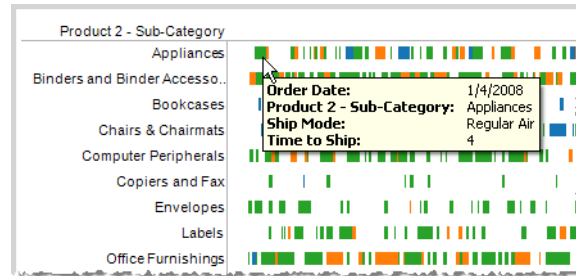 Product 2 - Sub-Category
Appliances
Binders and Binder Accesso..
Order Date: 1/4/2008
Product 2 - Sub-Category: Appliances
Ship Mode: Regular Air
Time to Ship: 4
Bookcases
Chairs & Chairmats
Computer Peripherals
Copiers and Fax
Envelopes
Labels
Office Furnishings